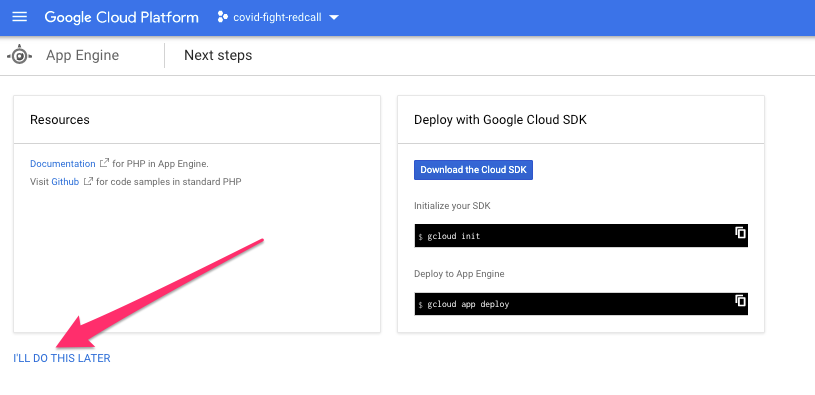 Google Cloud Platform covid-fight-redcall
App Engine Next steps
Resources
Documentation for PHP in App Engine.
Visit Github for code samples in standard PHP
Deploy with Google Cloud SDK
Download the Cloud SDK
Initialize your SDK
$ gcloud init
Deploy to App Engine
$ gcloud app deploy
I'LL DO THIS LATER